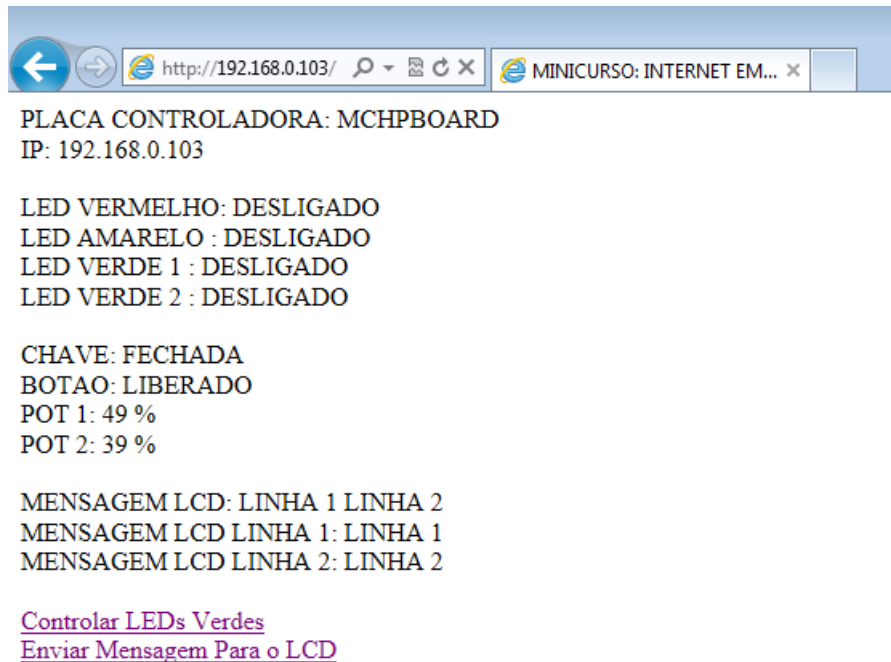 http://192.168.0.103/
MINICURSO: INTERNET EM...
PLACA CONTROLADORA: MCHPBOARD
IP: 192.168.0.103
LED VERMELHO: DESLIGADO
LED AMARELO : DESLIGADO
LED VERDE 1 : DESLIGADO
LED VERDE 2 : DESLIGADO
CHAVE: FECHADA
BOTAO: LIBERADO
POT 1: 49 %
POT 2: 39 %
MENSAGEM LCD: LINHA 1 LINHA 2
MENSAGEM LCD LINHA 1: LINHA 1
MENSAGEM LCD LINHA 2: LINHA 2
Controlar LEDs Verdes
Enviar Mensagem Para o LCD